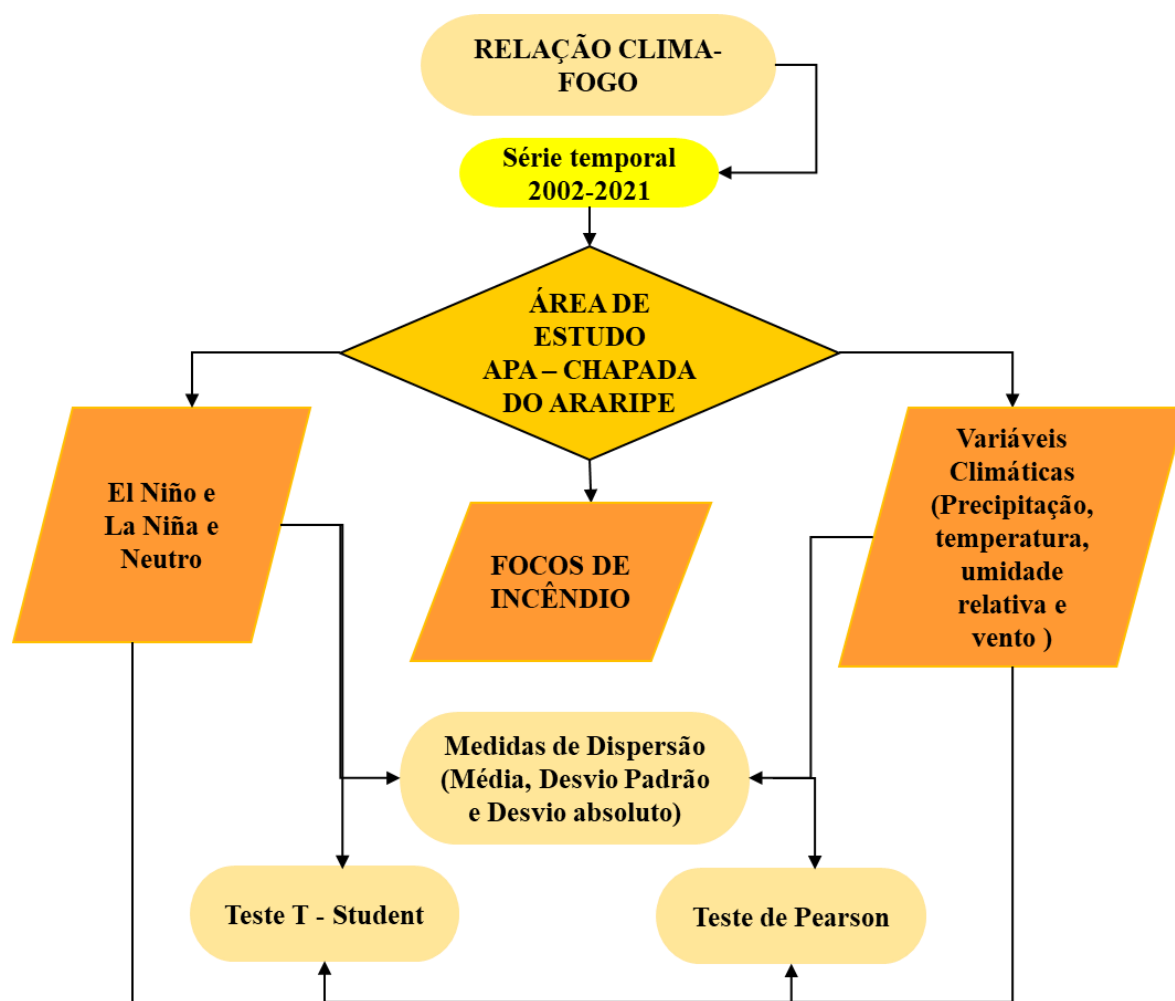 RELAÇÃO CLIMA-
FOGO
Série temporal
2002-2021
ÁREA DE
ESTUDO
APA – CHAPADA
DO ARARIPE
El Niño e
La Niña e
Neutro
FOCOS DE
INCÊNDIO
Variáveis
Climáticas
(Precipitação,
temperatura,
umidade
relativa e
vento )
Medidas de Dispersão
(Média, Desvio Padrão
e Desvio absoluto)
Teste T - Student
Teste de Pearson